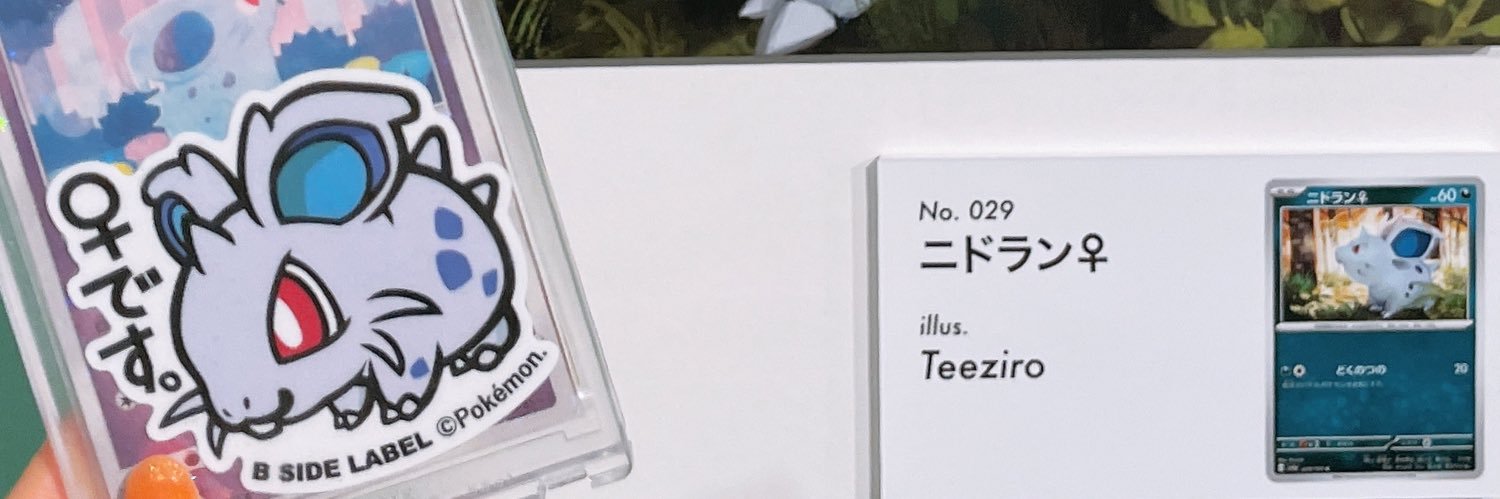 ♀です。
B SIDE LABEL ©Pokémon.
No. 029
ニドラン♀
illus.
Teeziro
ニドラン♀ HP60
どくのつの 20